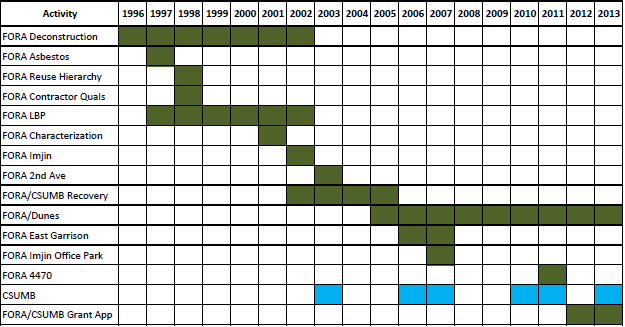 Activity 1996 1997 1998 1999 2000 2001 2002 2003 2004 2005 2006 2007 2008 2009 2010 2011 2012 2013
FORA Deconstruction
FORA Asbestos
FORA Reuse Hierarchy
FORA Contractor Quals
FORA LBP
FORA Characterization
FORA Imjin
FORA 2nd Ave
FORA/CSUMB Recovery
FORA/Dunes
FORA East Garrison
FORA Imjin Office Park
FORA 4470
CSUMB
FORA/CSUMB Grant App